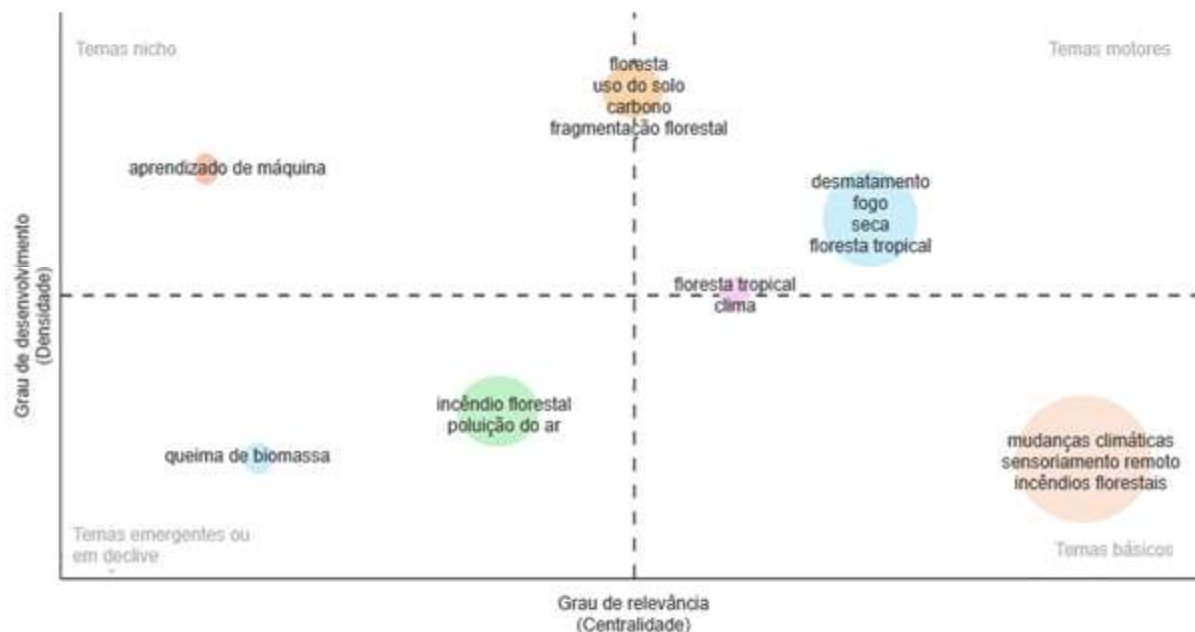 Temas nicho
Temas motores
floresta
uso do solo
carbono
fragmentação florestal
aprendizado de máquina
desmatamento
fogo
seca
floresta tropical
floresta tropical
clima
Grau de desenvolvimento
(Densidade)
incêndio florestal
poluição do ar
queima de biomassa
mudanças climáticas
sensoriamento remoto
incêndios florestais
Temas emergentes ou
em declive
Temas básicos
Grau de relevância
(Centralidade)